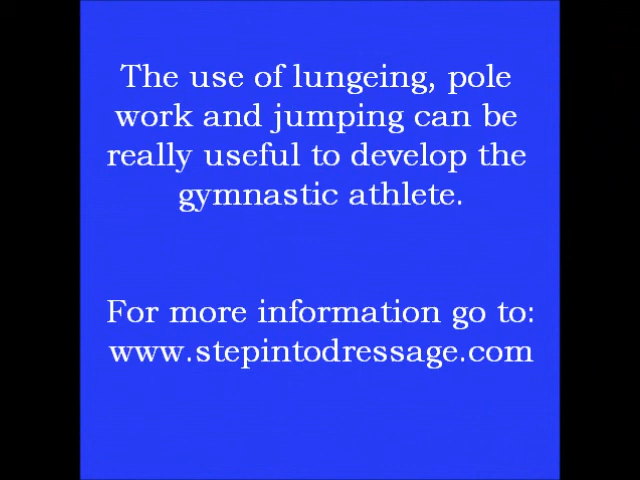 The use of lungeing, pole
work and jumping can be
really useful to develop the
gymnastic athlete.
For more information go to:
www.stepintodressage.com